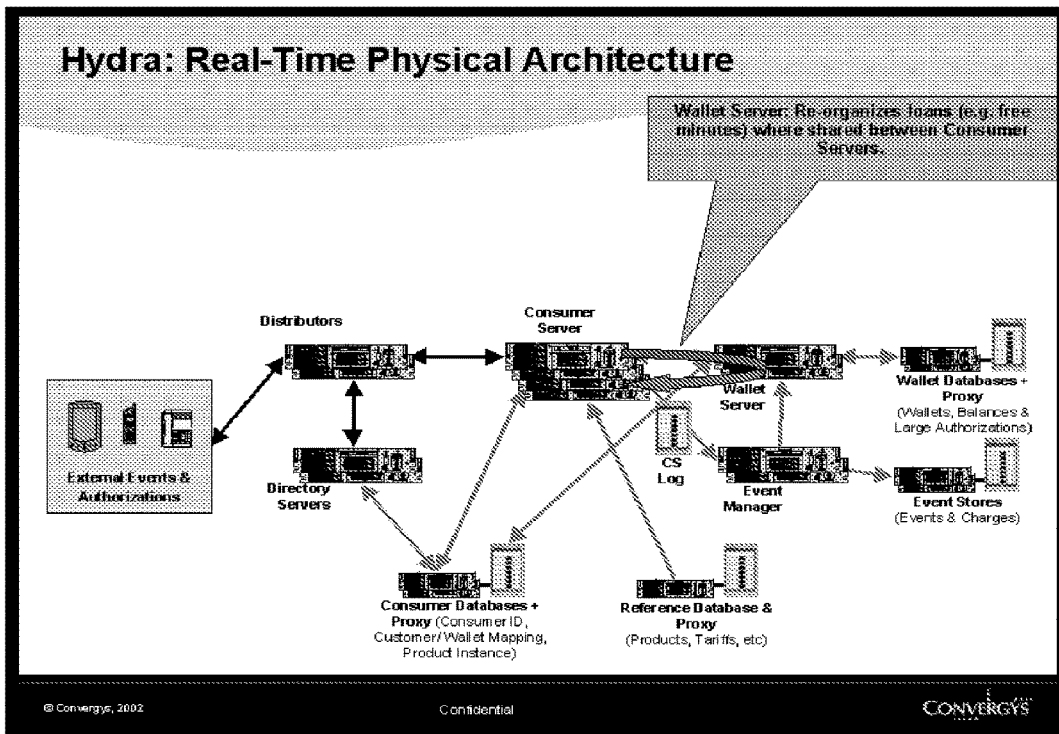 Hydra: Real-Time Physical Architecture
Wallet Server: Re-organizes loans (e.g. free
minutes) where shared between Consumer
Servers.
Distributors
Consumer
Server
External Events &
Authorizations
Directory
Servers
Wallet
Server
Wallet Databases +
Proxy
(Wallets, Balances &
Large Authorizations)
CS
Log
Event
Manager
Event Stores
(Events & Charges)
Consumer Databases +
Proxy (Consumer ID,
Customer/ Wallet Mapping,
Product Instance)
Reference Database &
Proxy
(Products, Tariffs, etc)
© Convergys, 2002
Confidential
CONVERGYS